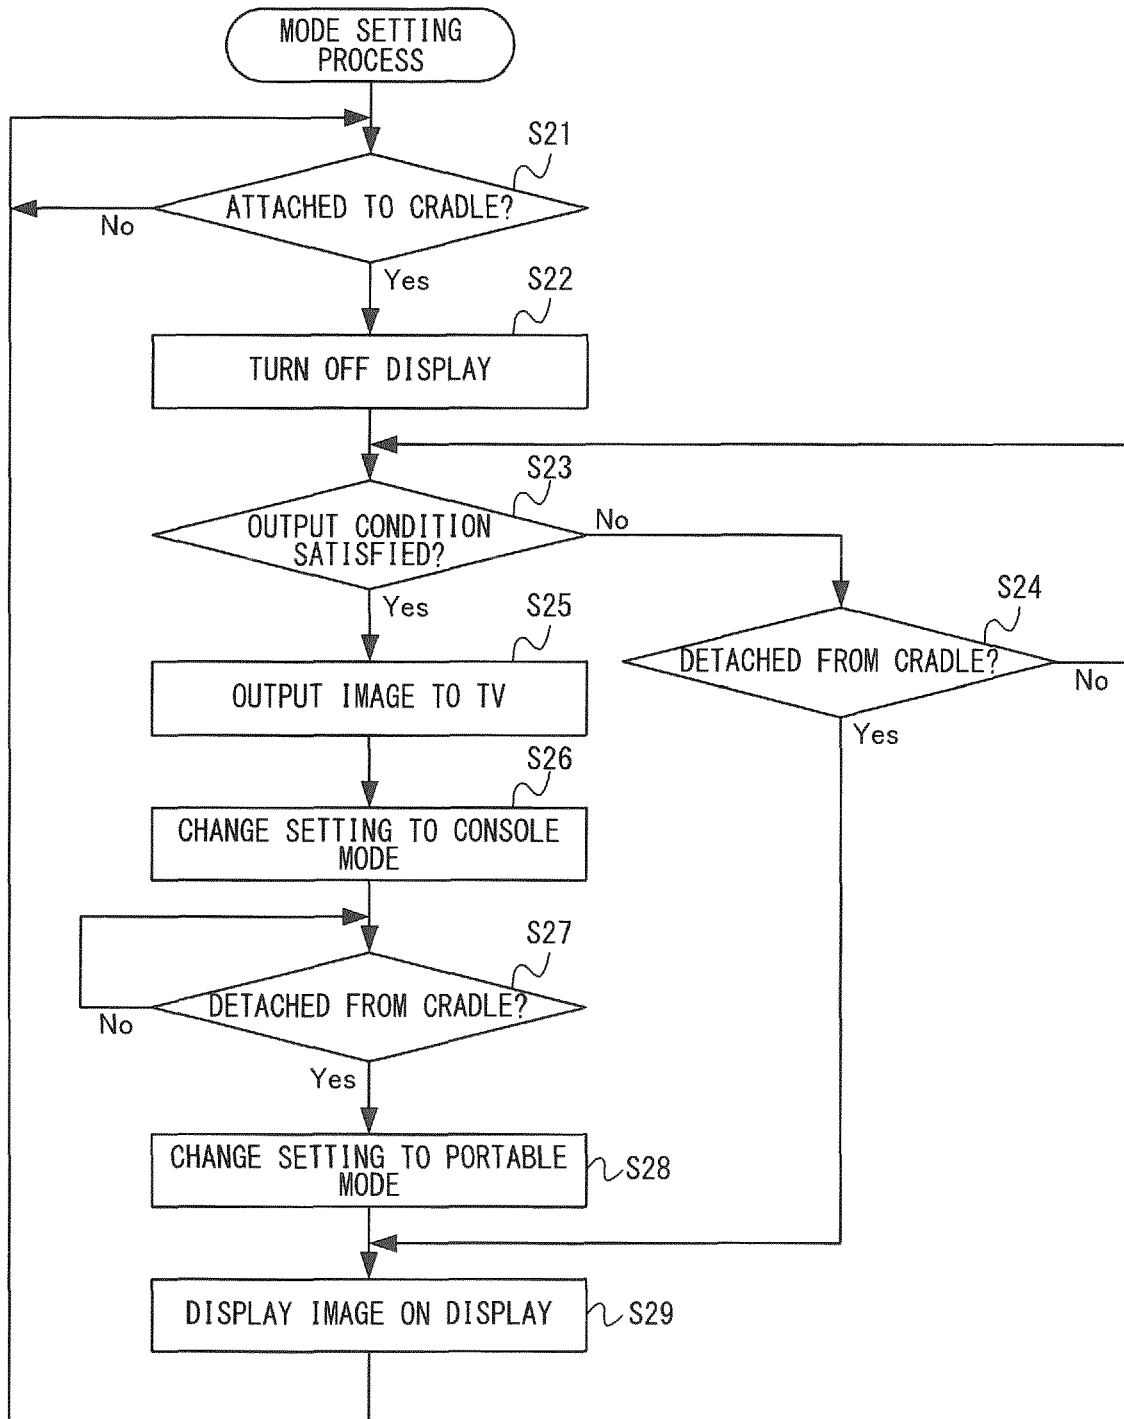 MODE SETTING
PROCESS
S21
ATTACHED TO CRADLE?
No
Yes
S22
TURN OFF DISPLAY
S23
OUTPUT CONDITION
SATISFIED?
No
Yes
S24
DETACHED FROM CRADLE?
No
Yes
S25
OUTPUT IMAGE TO TV
S26
CHANGE SETTING TO CONSOLE
MODE
S27
DETACHED FROM CRADLE?
No
Yes
CHANGE SETTING TO PORTABLE
MODE
S28
DISPLAY IMAGE ON DISPLAY
S29